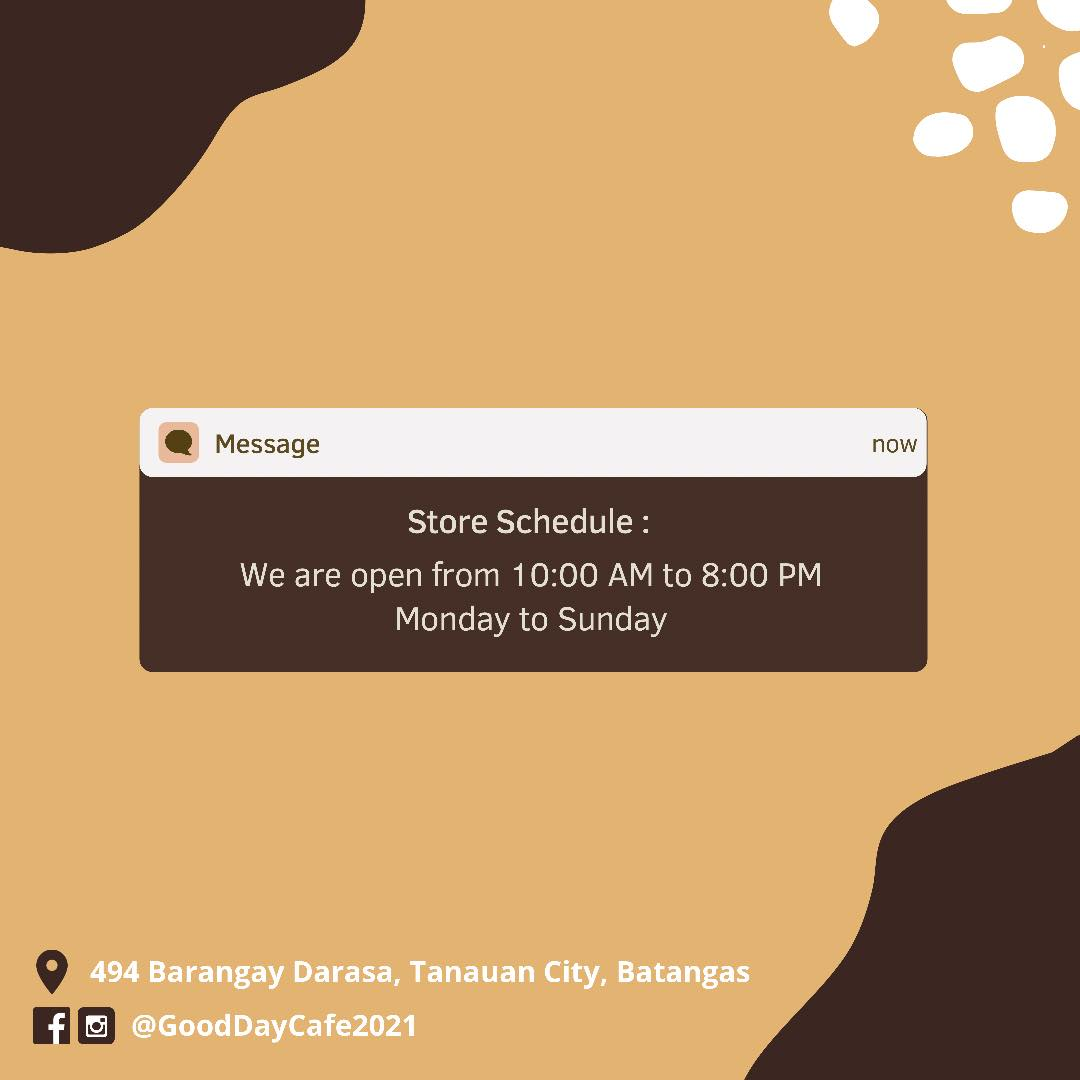 Message
now
Store Schedule :
We are open from 10:00 AM to 8:00 PM
Monday to Sunday
494 Barangay Darasa, Tanauan City, Batangas
@GoodDayCafe2021